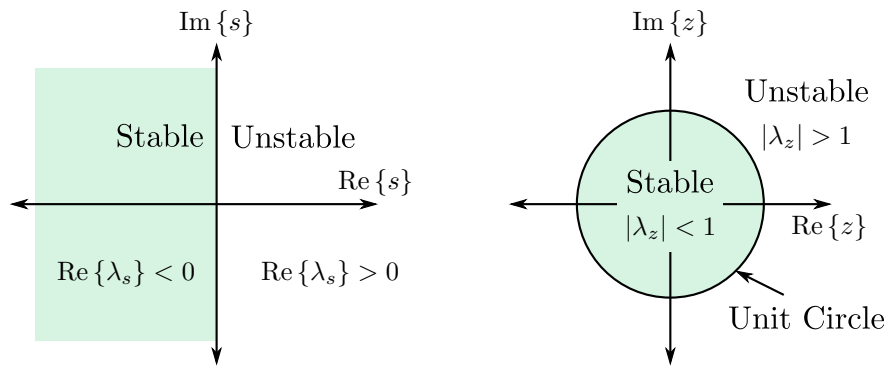 Im {s}
Stable
Unstable
Re {s}
Re {λ_s} < 0
Re {λ_s} > 0
Im {z}
Unstable
|λ_z| > 1
Stable
|λ_z| < 1
Re {z}
Unit Circle